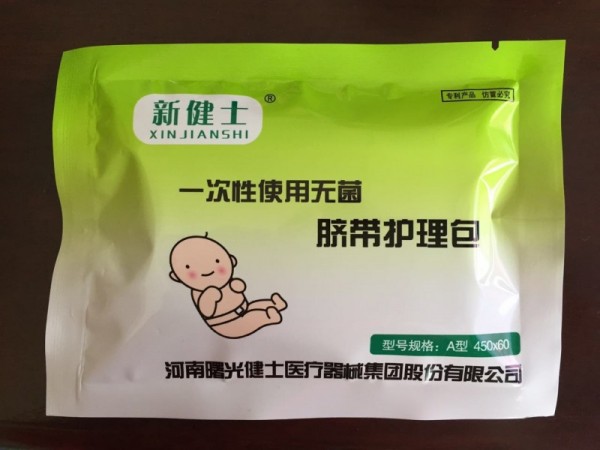 新健士®
XINJIANSHI
专利产品 仿冒必究
一次性使用无菌
脐带护理包
型号规格：A型 450x60
河南曙光健士医疗器械集团股份有限公司